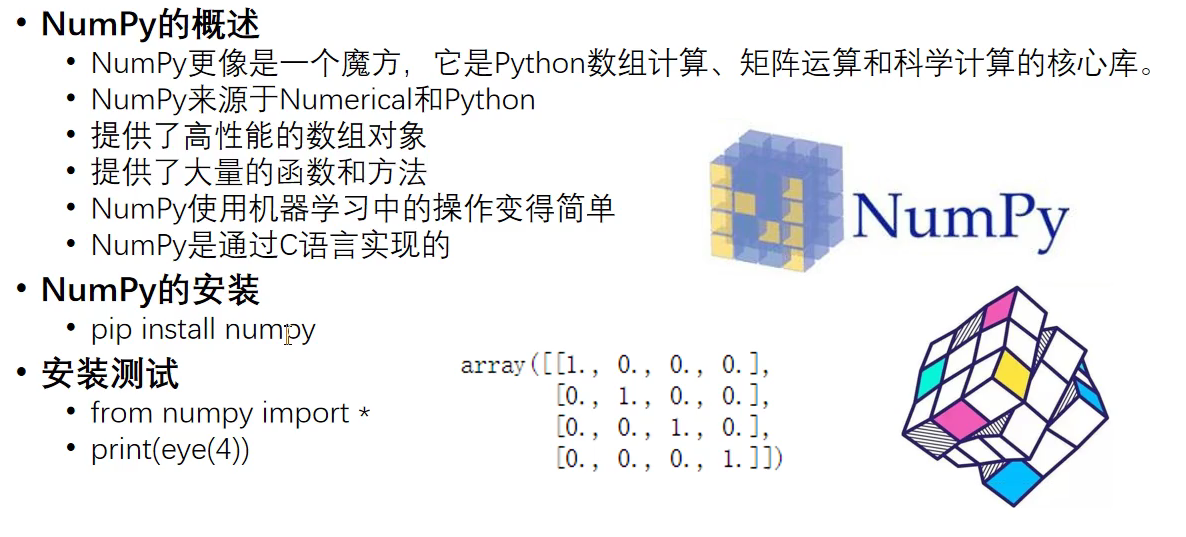 • NumPy的概述
• NumPy更像是一个魔方，它是Python数组计算、矩阵运算和科学计算的核心库。
• NumPy来源于Numerical和Python
• 提供了高性能的数组对象
• 提供了大量的函数和方法
• NumPy使用机器学习中的操作变得简单
• NumPy是通过C语言实现的
NumPy
• NumPy的安装
• pip install numpy
• 安装测试
• from numpy import *
• print(eye(4))
array([[1., 0., 0., 0.],
[0., 1., 0., 0.],
[0., 0., 1., 0.],
[0., 0., 0., 1.]])